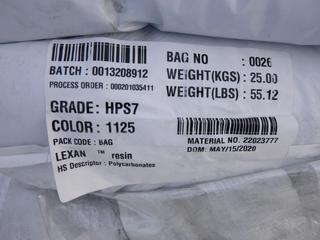 BAG NO : 0026
BATCH : 0013208912
WEIGHT(KGS) : 25.00
PROCESS ORDER : 000201035411
WEIGHT(LBS) : 55.12
GRADE: HPS7
COLOR : 1125
PACK CODE : BAG
MATERIAL NO. 22023777
LEXAN ™ resin
DOM: MAY/15/2020
HS Descriptor : Polycarbonates